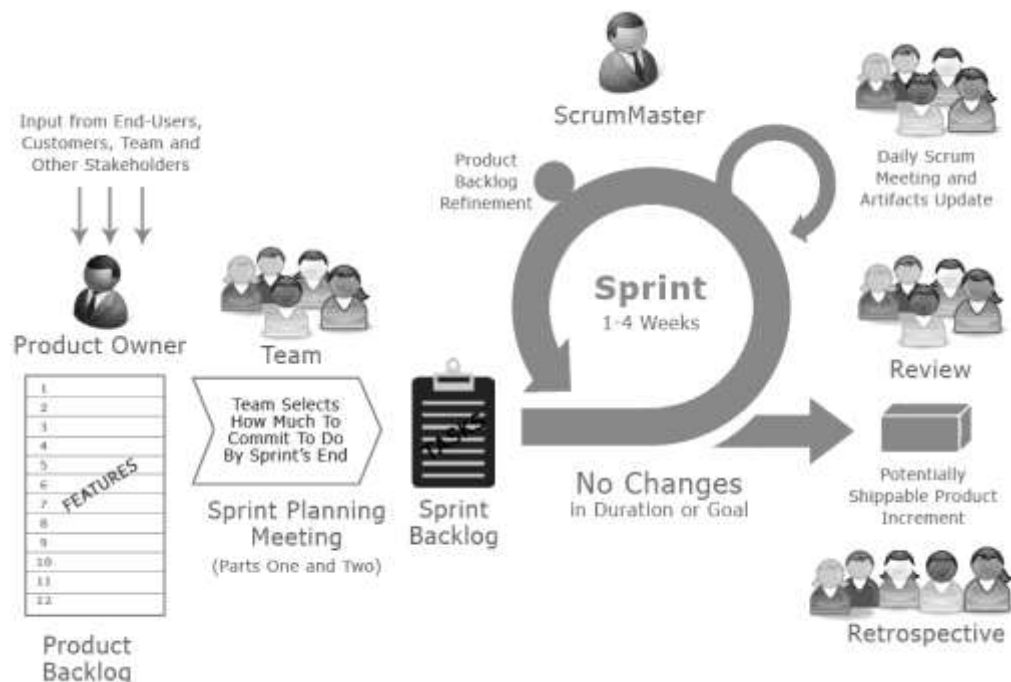 Input from End-Users,
Customers, Team and
Other Stakeholders
Product Owner
1
2
3
4
5
6
7
8
9
10
11
12
FEATURES
Product
Backlog
Team
Team Selects
How Much To
Commit To Do
By Sprint's End
Sprint Planning
Meeting
(Parts One and Two)
TASKS
Sprint
Backlog
ScrumMaster
Product
Backlog
Refinement
Sprint
1-4 Weeks
No Changes
in Duration or Goal
Daily Scrum
Meeting and
Artifacts Update
Review
Potentially
Shippable Product
Increment
Retrospective